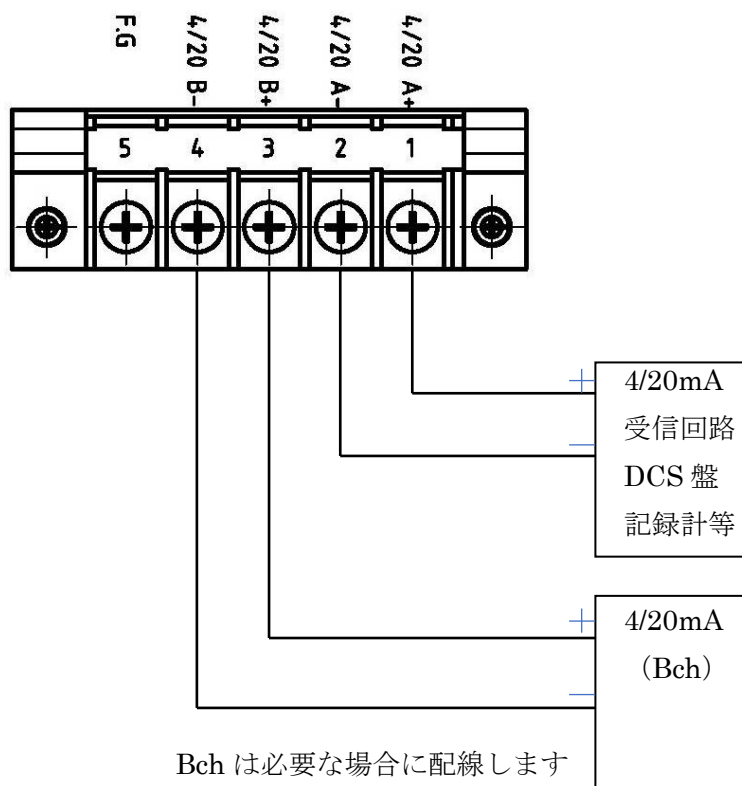 F.G
4/20 B-
4/20 B+
4/20 A-
4/20 A+
5 4 3 2 1
+ 4/20mA
- 受信回路
DCS 盤
記録計等
+ 4/20mA
- (Bch)
Bch は必要な場合に配線します